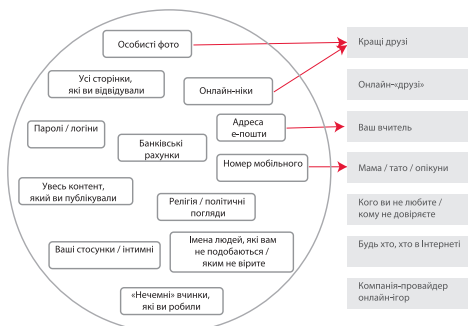 Особисті фото
Усі сторінки,
які ви відвідували
Онлайн-ніки
Паролі / логіни
Адреса
е-пошти
Банківські
рахунки
Номер мобільного
Увесь контент,
який ви публікували
Релігія / політичні
погляди
Ваші стосунки / інтимні
Імена людей, які вам
не подобаються /
яким не вірите
«Нечемні» вчинки,
які ви робили
Кращі друзі
Онлайн-«друзі»
Ваш вчитель
Мама / тато / опікуни
Кого ви не любите /
кому не довіряєте
Будь хто, хто в Інтернеті
Компанія-провайдер
онлайн-ігор